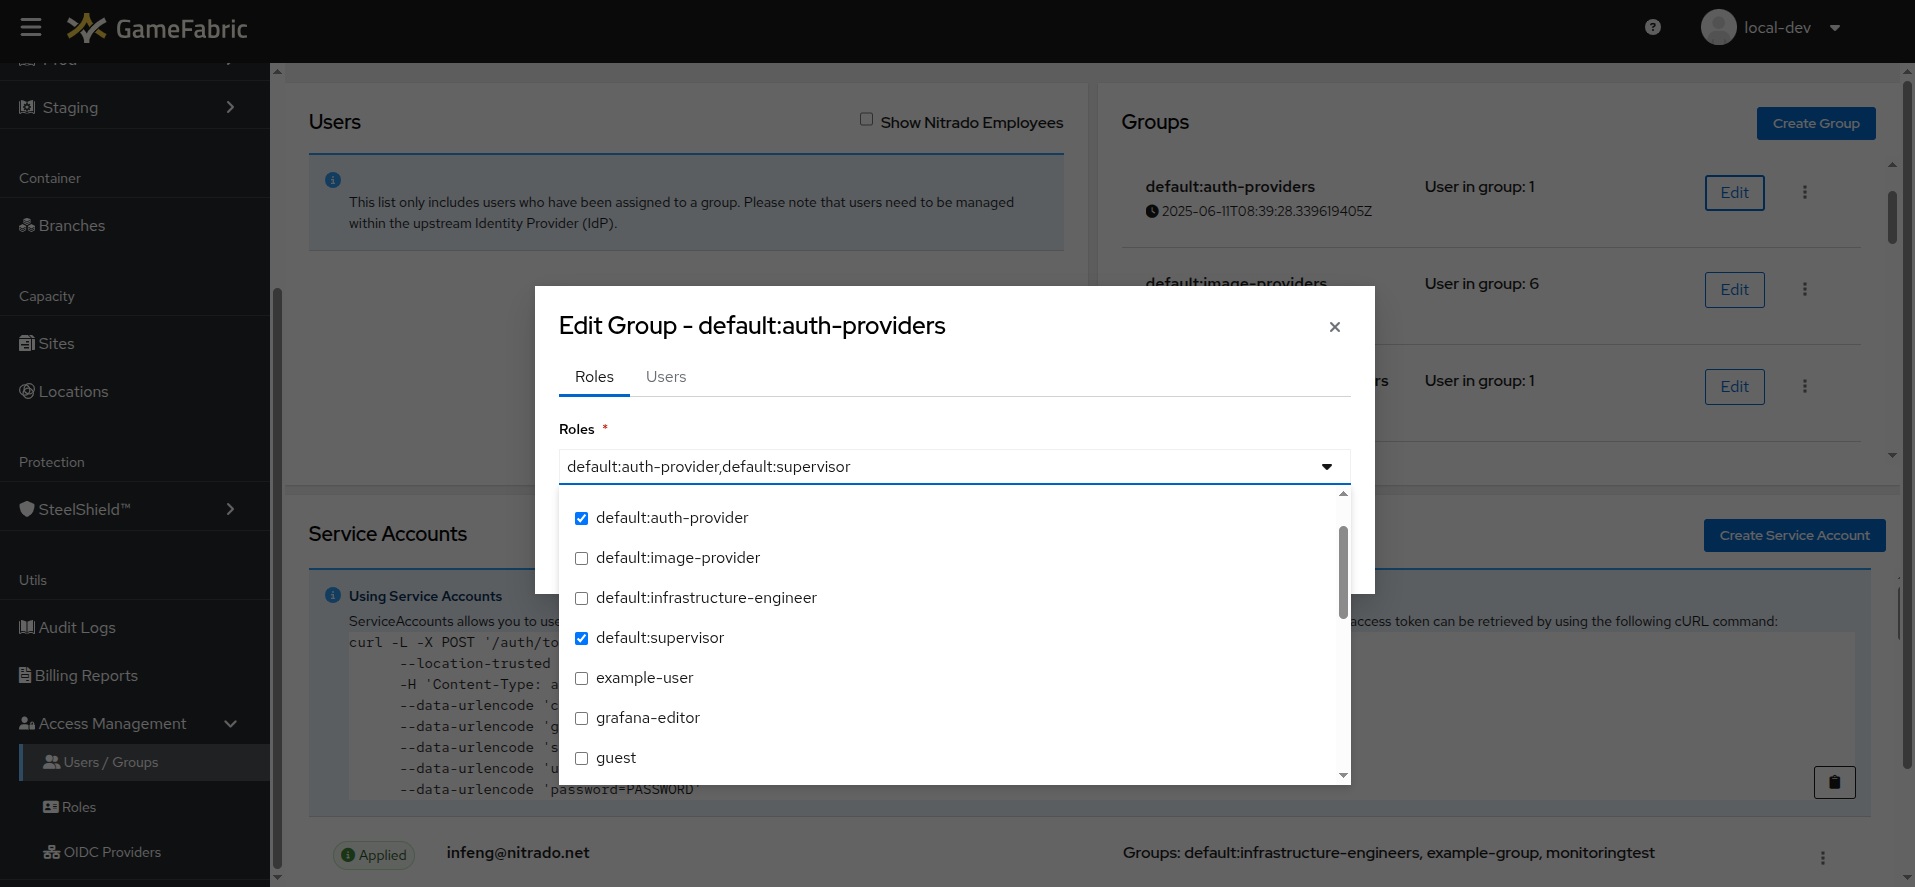 GameFabric
local-dev
Prod
Staging
Container
Branches
Capacity
Sites
Locations
Protection
SteelShield™
Utils
Audit Logs
Billing Reports
Access Management
Users / Groups
Roles
OIDC Providers
Users
Show Nitrado Employees
This list only includes users who have been assigned to a group. Please note that users need to be managed
within the upstream Identity Provider (IdP).
Groups
Create Group
default:auth-providers
User in group: 1
Edit
2025-06-11T08:39:28.339619405Z
default:image-providers
User in group: 6
Edit
rs
User in group: 1
Edit
Edit Group - default:auth-providers
Roles
Users
Roles *
default:auth-provider,default:supervisor
default:auth-provider
default:image-provider
default:infrastructure-engineer
default:supervisor
example-user
grafana-editor
guest
Service Accounts
Create Service Account
Using Service Accounts
ServiceAccounts allows you to use
access token can be retrieved by using the following cURL command:
curl -L -X POST '/auth/to
--location-trusted
-H 'Content-Type: a
--data-urlencode 'c
--data-urlencode 'g
--data-urlencode 's
--data-urlencode 'u
--data-urlencode 'password=PASSWORD'
Applied
infeng@nitrado.net
Groups: default:infrastructure-engineers, example-group, monitoringtest